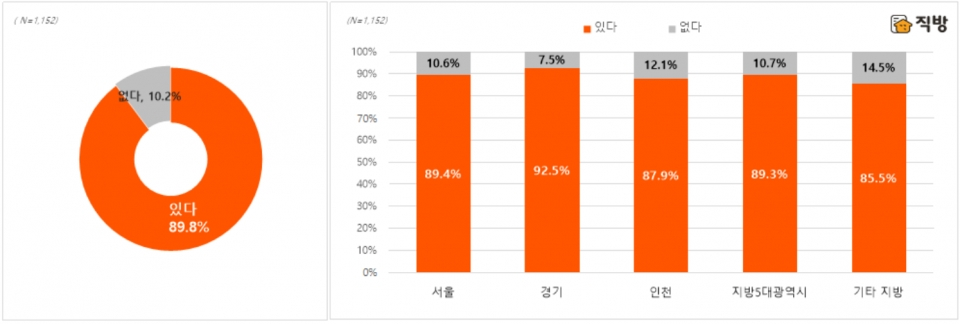 ( N=1,152)
없다, 10.2%
있다
89.8%
(N=1,152)
있다 없다
직방
100%
90%
80%
70%
60%
50%
40%
30%
20%
10%
0%
10.6% 7.5% 12.1% 10.7% 14.5%
89.4% 92.5% 87.9% 89.3% 85.5%
서울 경기 인천 지방5대광역시 기타 지방